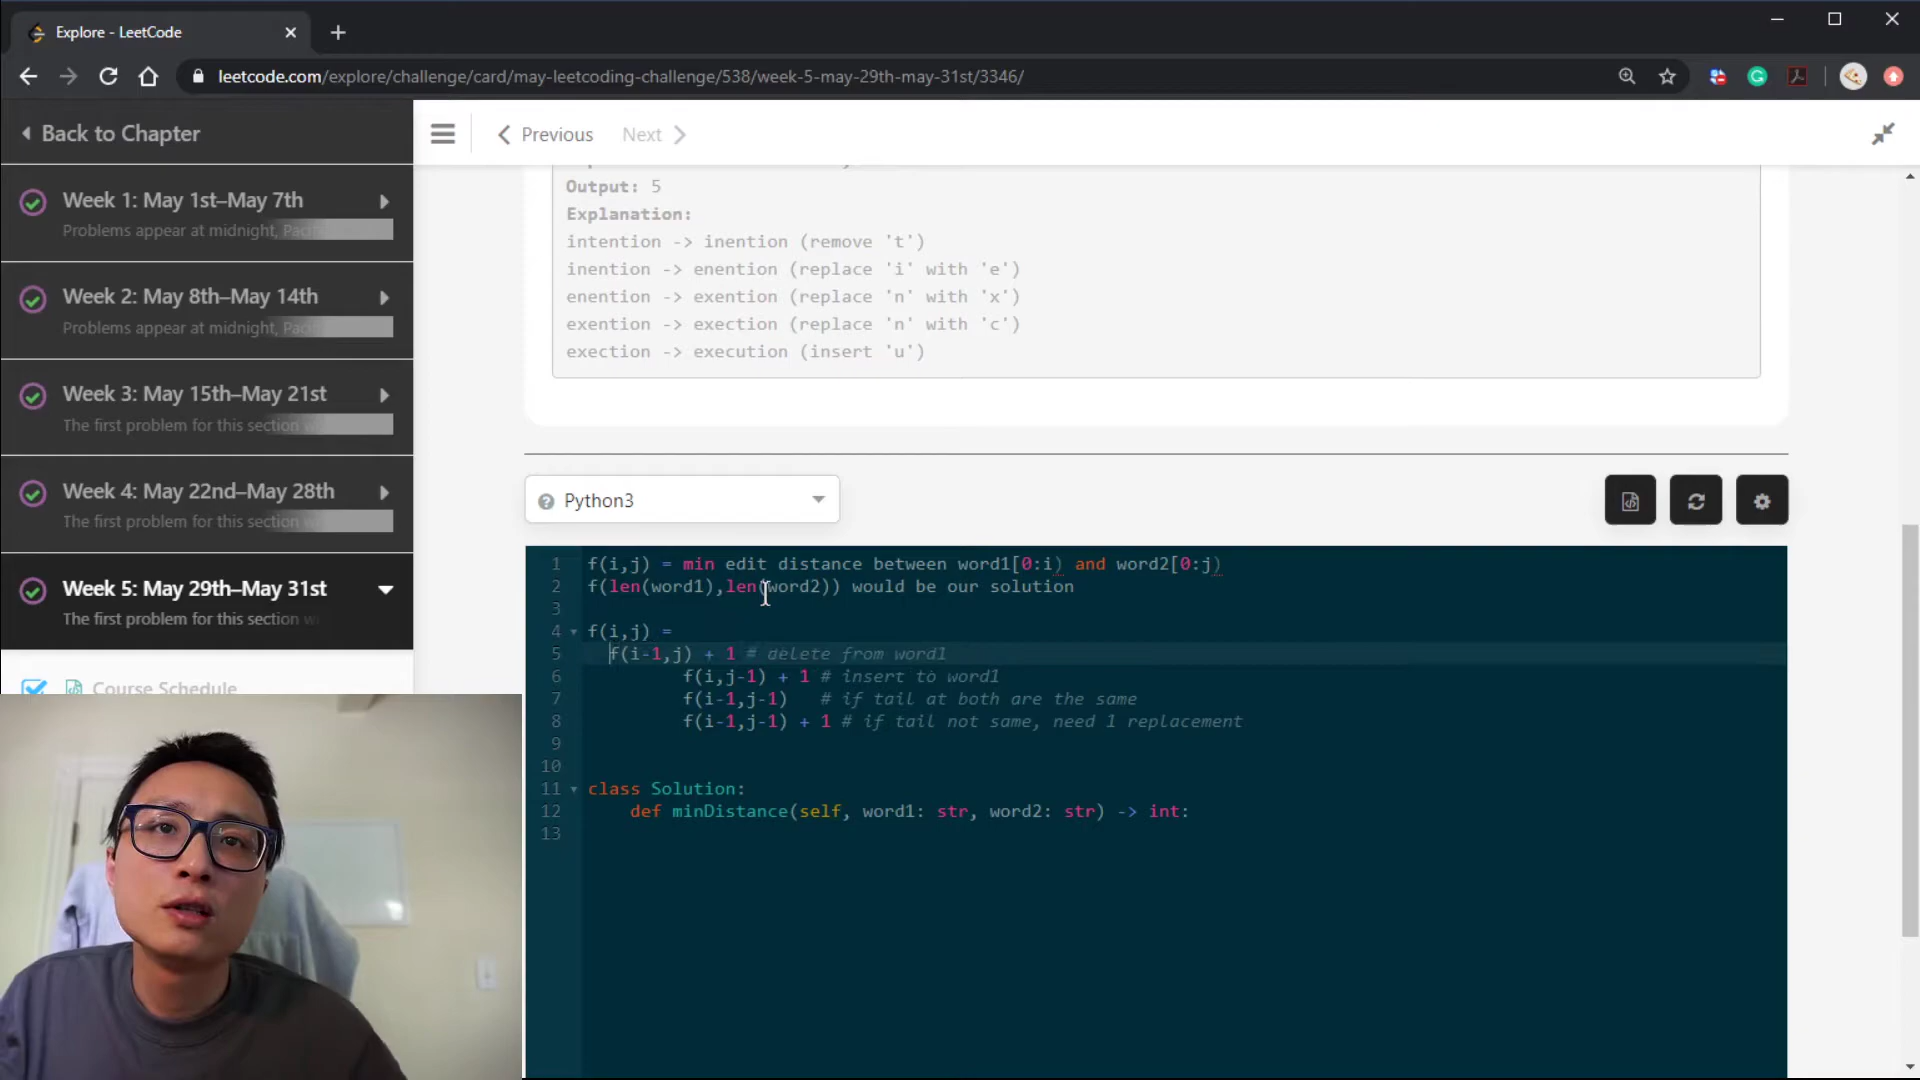 Explore - LeetCode
leetcode.com/explore/challenge/card/may-leetcoding-challenge/538/week-5-may-29th-may-31st/3346/
Back to Chapter
Previous Next
Week 1: May 1st–May 7th
Problems appear at midnight, Pacif
Week 2: May 8th–May 14th
Problems appear at midnight, Pacif
Week 3: May 15th–May 21st
The first problem for this section w
Week 4: May 22nd–May 28th
The first problem for this section w
Week 5: May 29th–May 31st
The first problem for this section w
Course Schedule
Output: 5
Explanation:
intention -> inention (remove 't')
inention -> enention (replace 'i' with 'e')
enention -> exention (replace 'n' with 'x')
exention -> exection (replace 'n' with 'c')
exection -> execution (insert 'u')
Python3
1 f(i,j) = min edit distance between word1[0:i) and word2[0:j)
2 f(len(word1),len(word2)) would be our solution
3
4 f(i,j) =
5 f(i-1,j) + 1 # delete from word1
6 f(i,j-1) + 1 # insert to word1
7 f(i-1,j-1) # if tail at both are the same
8 f(i-1,j-1) + 1 # if tail not same, need 1 replacement
9
10
11 class Solution:
12 def minDistance(self, word1: str, word2: str) -> int:
13